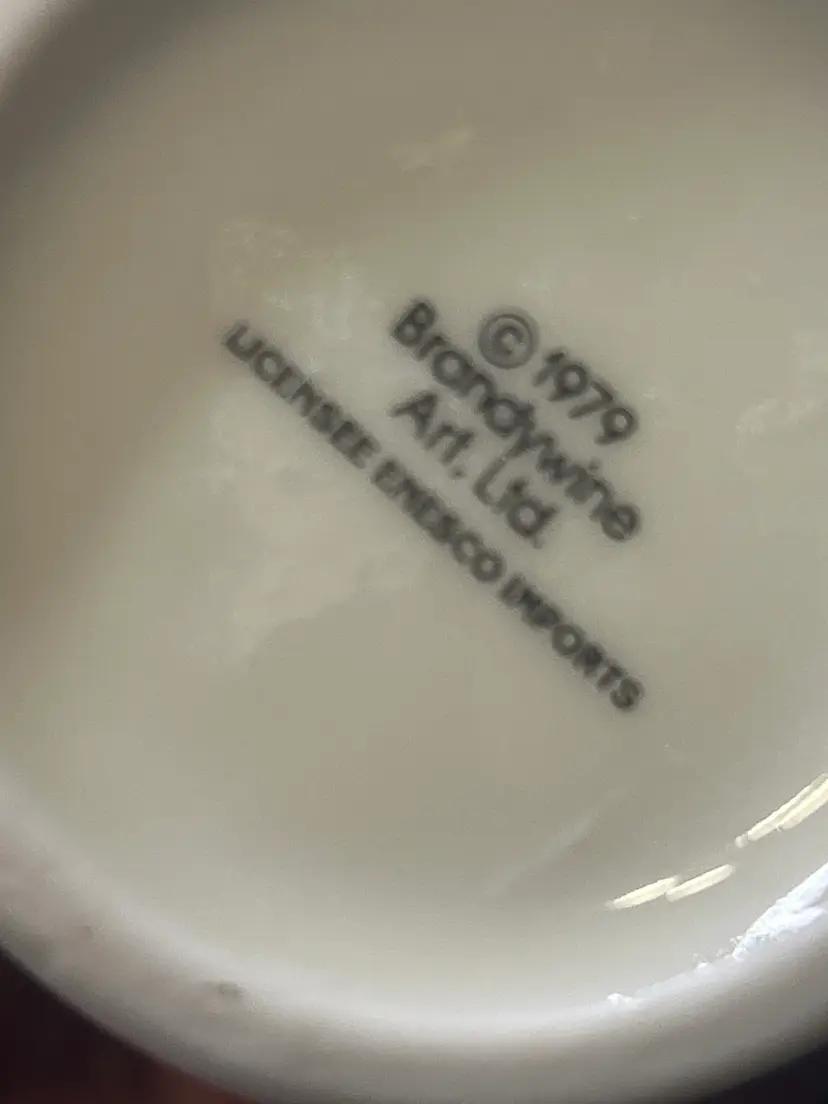 © 1979
Brandywine
Art, Ltd.
LICENSEE ENESCO IMPORTS